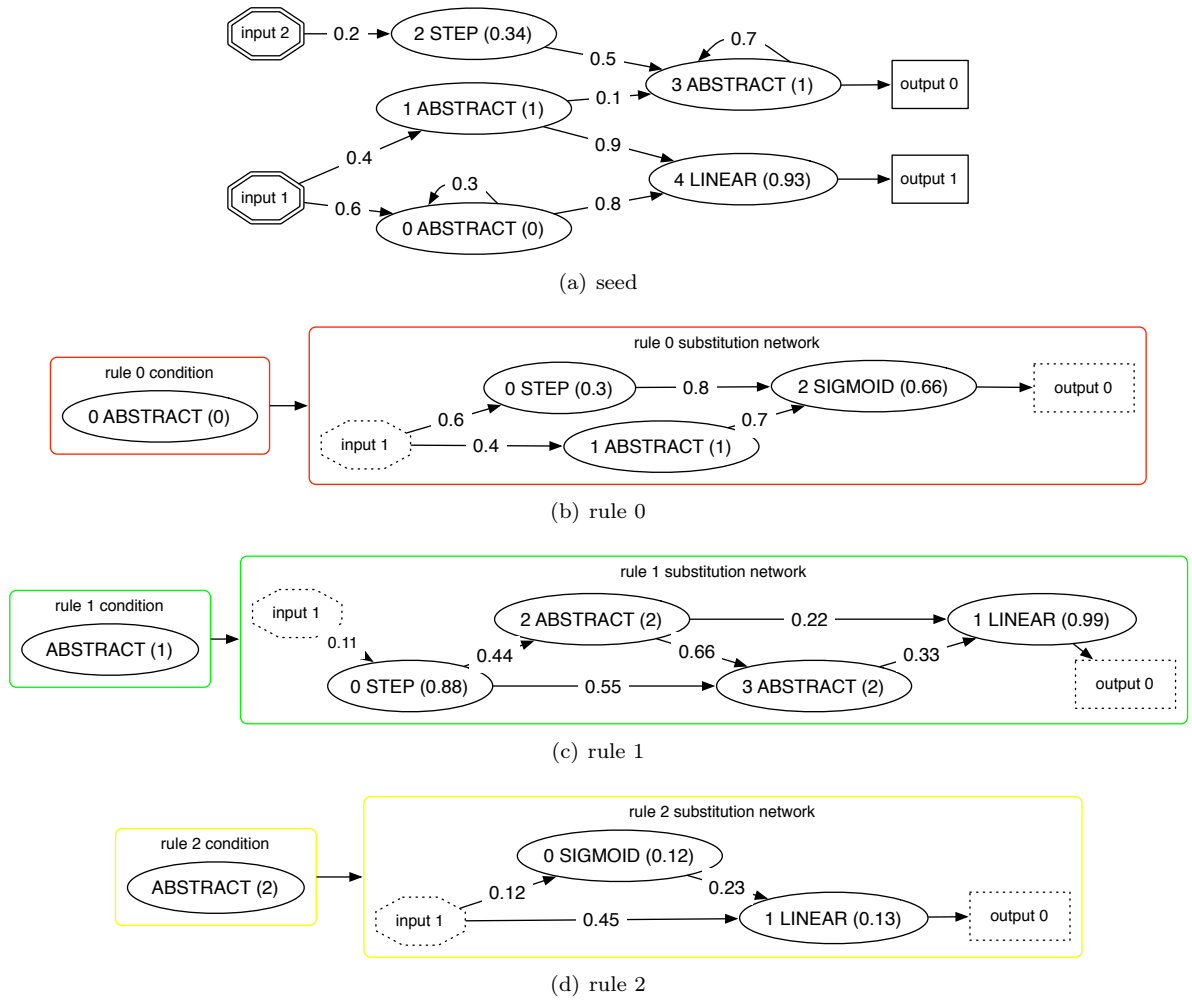 input 2
0.2
2 STEP (0.34)
0.5
0.7
3 ABSTRACT (1)
output 0
1 ABSTRACT (1)
0.1
0.4
0.9
4 LINEAR (0.93)
output 1
input 1
0.6
0.3
0.8
0 ABSTRACT (0)
(a) seed
rule 0 condition
0 ABSTRACT (0)
rule 0 substitution network
0 STEP (0.3)
0.8
2 SIGMOID (0.66)
output 0
0.6
input 1
0.4
1 ABSTRACT (1)
0.7
(b) rule 0
rule 1 condition
ABSTRACT (1)
rule 1 substitution network
input 1
0.11
2 ABSTRACT (2)
0.22
1 LINEAR (0.99)
0.44
0.66
0.33
0 STEP (0.88)
0.55
3 ABSTRACT (2)
output 0
(c) rule 1
rule 2 condition
ABSTRACT (2)
rule 2 substitution network
0 SIGMOID (0.12)
0.12
0.23
input 1
0.45
1 LINEAR (0.13)
output 0
(d) rule 2